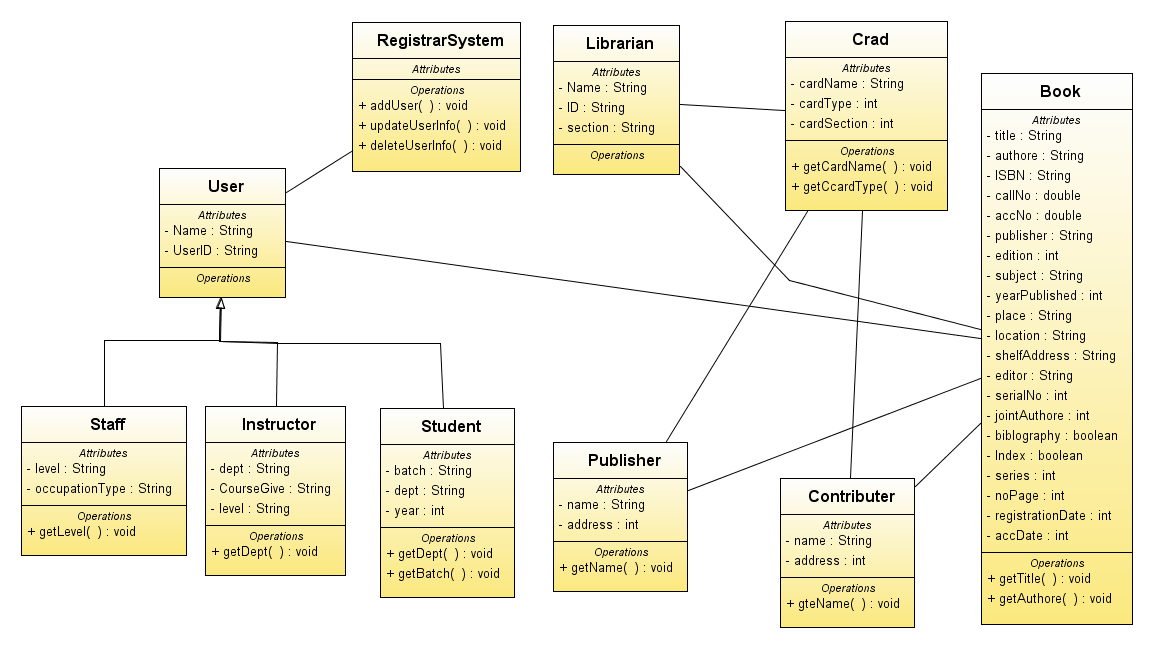 RegistrarSystem
Attributes
Operations
+ addUser( ) : void
+ updateUserInfo( ) : void
+ deleteUserInfo( ) : void
Librarian
Attributes
- Name : String
- ID : String
- section : String
Operations
Crad
Attributes
- cardName : String
- cardType : int
- cardSection : int
Operations
+ getCardName( ) : void
+ getCcardType( ) : void
Book
Attributes
- title : String
- authore : String
- ISBN : String
- callNo : double
- accNo : double
- publisher : String
- edition : int
- subject : String
- yearPublished : int
- place : String
- location : String
- shelfAddress : String
- editor : String
- serialNo : int
- jointAuthore : int
- biblography : boolean
- Index : boolean
- series : int
- noPage : int
- registrationDate : int
- accDate : int
Operations
+ getTitle( ) : void
+ getAuthore( ) : void
User
Attributes
- Name : String
- UserID : String
Operations
Staff
Attributes
- level : String
- occupationType : String
Operations
+ getLevel( ) : void
Instructor
Attributes
- dept : String
- CourseGive : String
- level : String
Operations
+ getDept( ) : void
Student
Attributes
- batch : String
- dept : String
- year : int
Operations
+ getDept( ) : void
+ getBatch( ) : void
Publisher
Attributes
- name : String
- address : int
Operations
+ getName( ) : void
Contributer
Attributes
- name : String
- address : int
Operations
+ gteName( ) : void